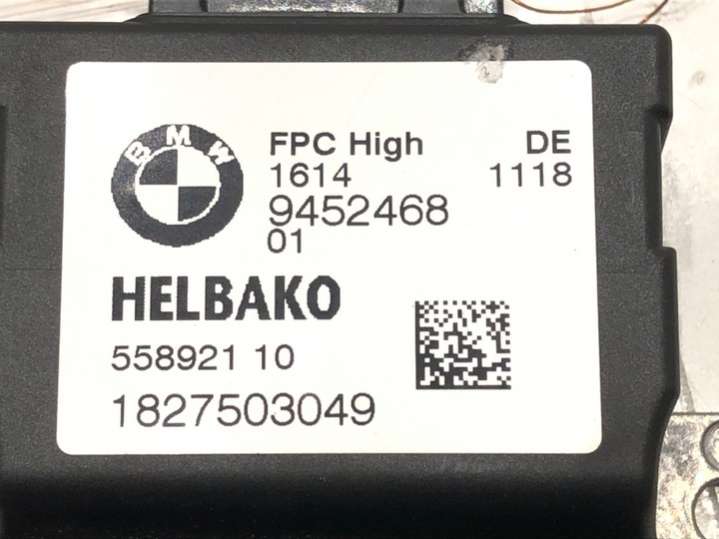 BMW
FPC High DE
1614 1118
9452468
01
HELBAKO
558921 10
1827503049